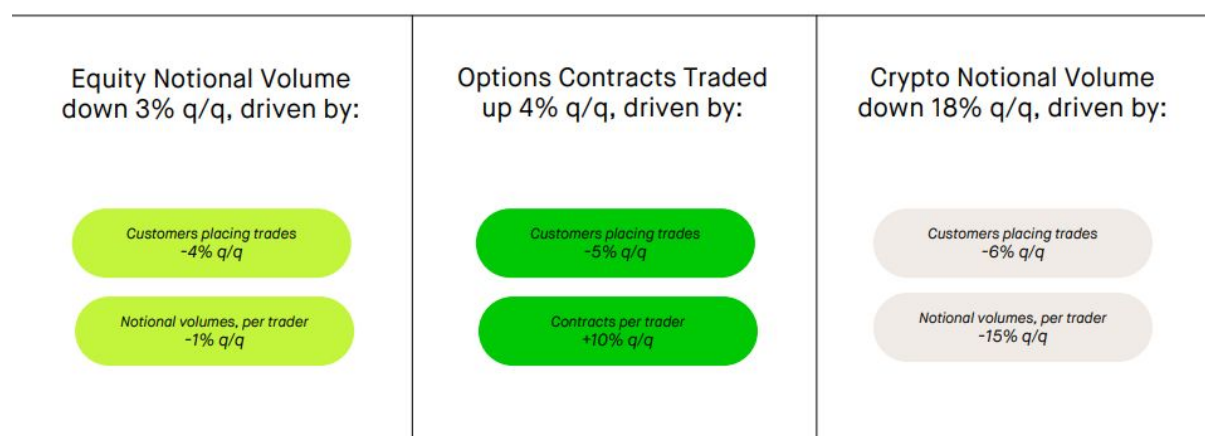 Equity Notional Volume
down 3% q/q, driven by:
Customers placing trades
-4% q/q
Notional volumes, per trader
-1% q/q
Options Contracts Traded
up 4% q/q, driven by:
Customers placing trades
-5% q/q
Contracts per trader
+10% q/q
Crypto Notional Volume
down 18% q/q, driven by:
Customers placing trades
-6% q/q
Notional volumes, per trader
-15% q/q